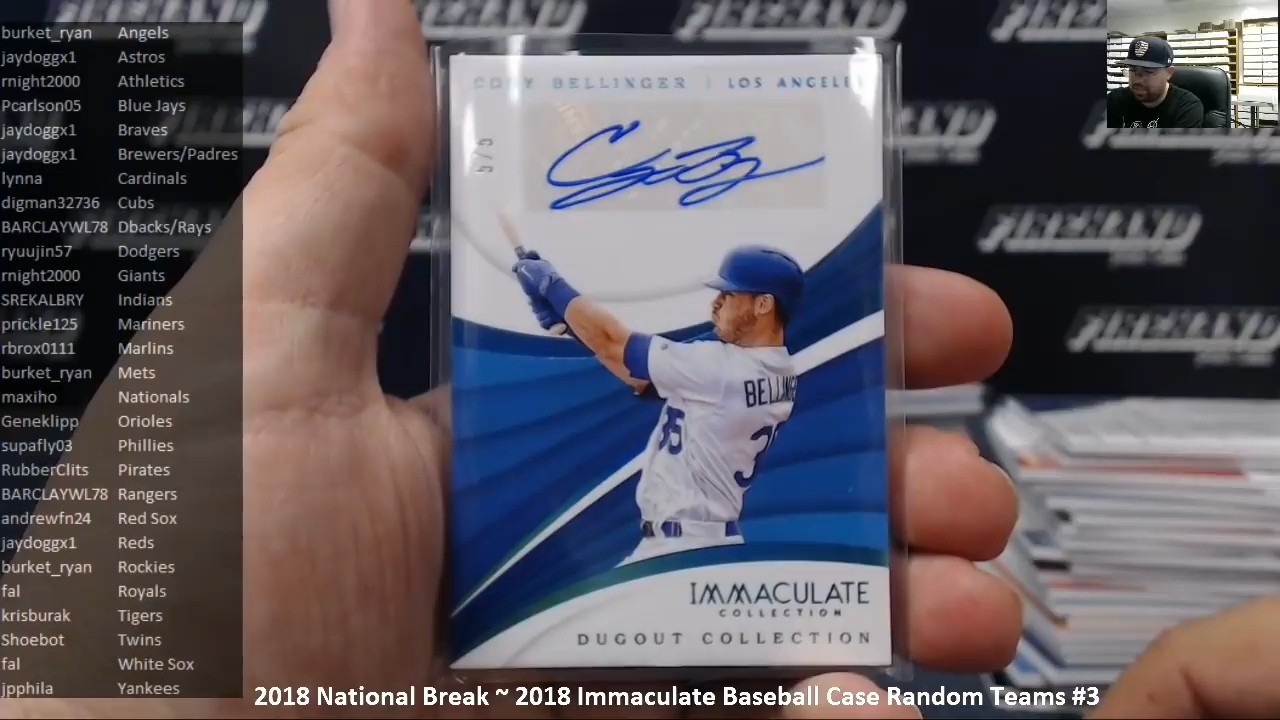 burket_ryan Angels
jaydoggx1 Astros
rnight2000 Athletics
Pcarlson05 Blue Jays
jaydoggx1 Braves
jaydoggx1 Brewers/Padres
lynna Cardinals
digman32736 Cubs
BARCLAYWL78 Dbacks/Rays
ryuujin57 Dodgers
rnight2000 Giants
SREKALBRY Indians
prickle125 Mariners
rbrox0111 Marlins
burket_ryan Mets
maxiho Nationals
Geneklipp Orioles
supafly03 Phillies
RubberClits Pirates
BARCLAYWL78 Rangers
andrewfn24 Red Sox
jaydoggx1 Reds
burket_ryan Rockies
fal Royals
krisburak Tigers
Shoebot Twins
fal White Sox
jpphila Yankees
CODY BELLINGER | LOS ANGELE
5/5
BELLING
35
IMMACULATE
COLLECTION
DUGOUT COLLECTION
2018 National Break ~ 2018 Immaculate Baseball Case Random Teams #3